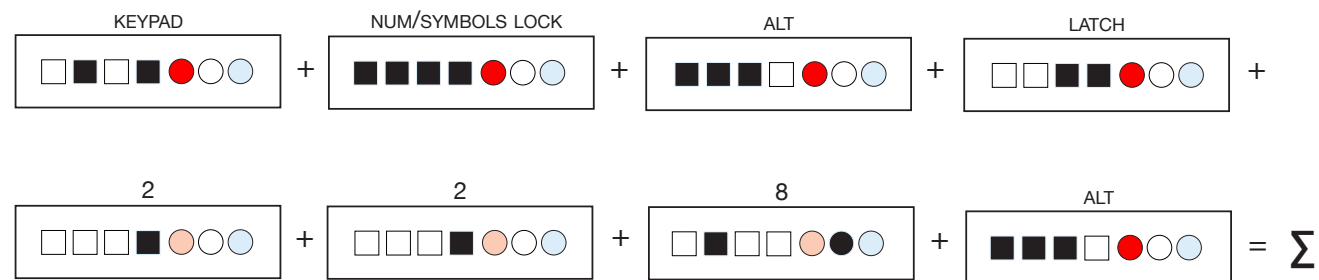 KEYPAD NUM/SYMBOLS LOCK ALT LATCH
+ + + +
2 2 8 ALT
+ + + = Σ